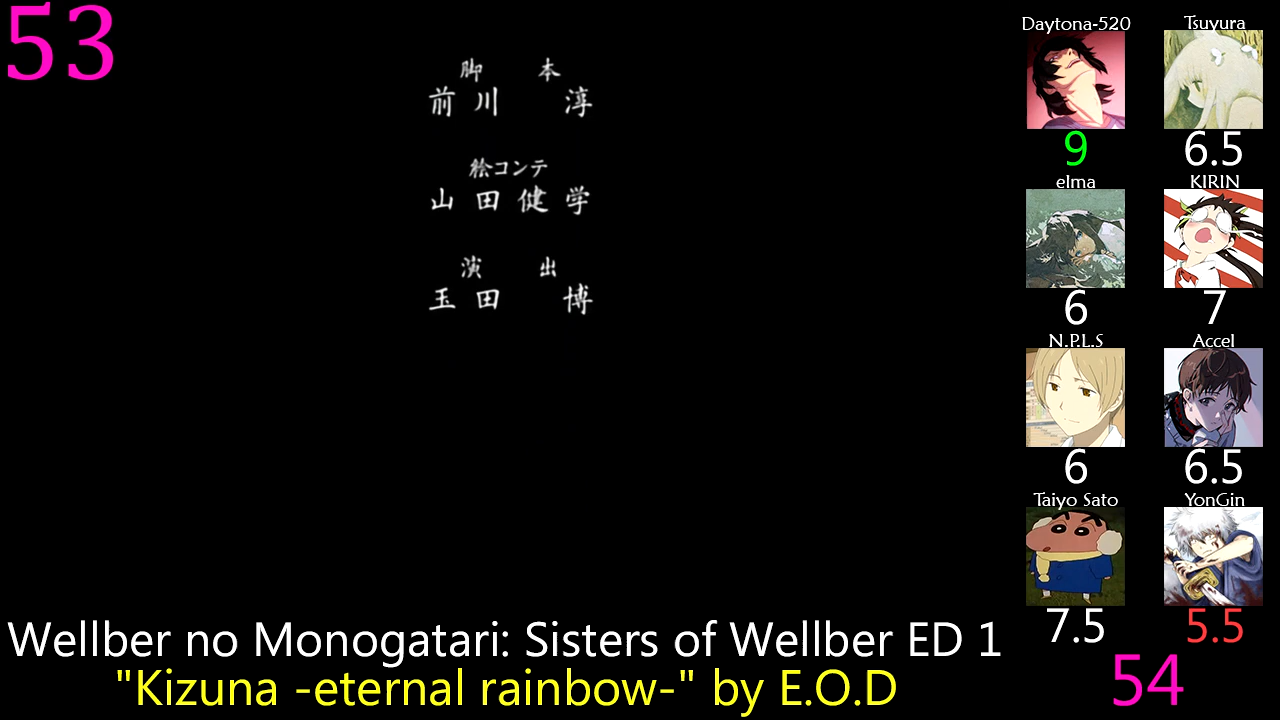 53
脚 本
前 川 淳
絵コンテ
山 田 健 学
演 出
玉 田 博
Daytona-520
Tsuyura
9
6.5
elma
KIRIN
6
7
N.P.L.S
Accel
6
6.5
Taiyo Sato
YonGin
7.5
5.5
Wellber no Monogatari: Sisters of Wellber ED 1
"Kizuna -eternal rainbow-" by E.O.D
54